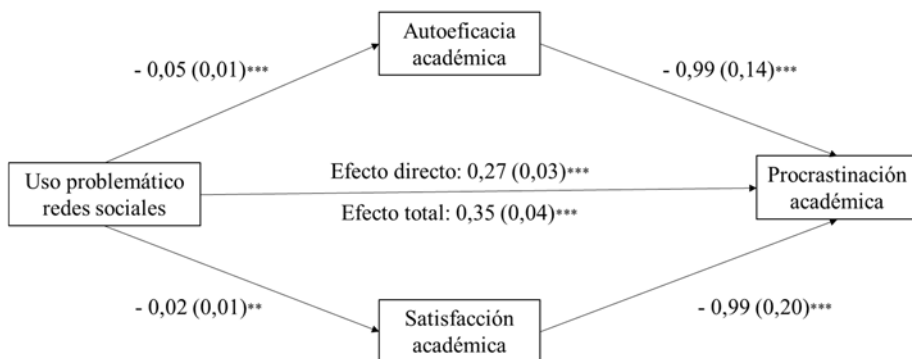 Autoeficacia
académica
- 0,05 (0,01)***
- 0,99 (0,14)***
Uso problemático
redes sociales
Efecto directo: 0,27 (0,03)***
Efecto total: 0,35 (0,04)***
Procrastinación
académica
- 0,02 (0,01)**
- 0,99 (0,20)***
Satisfacción
académica